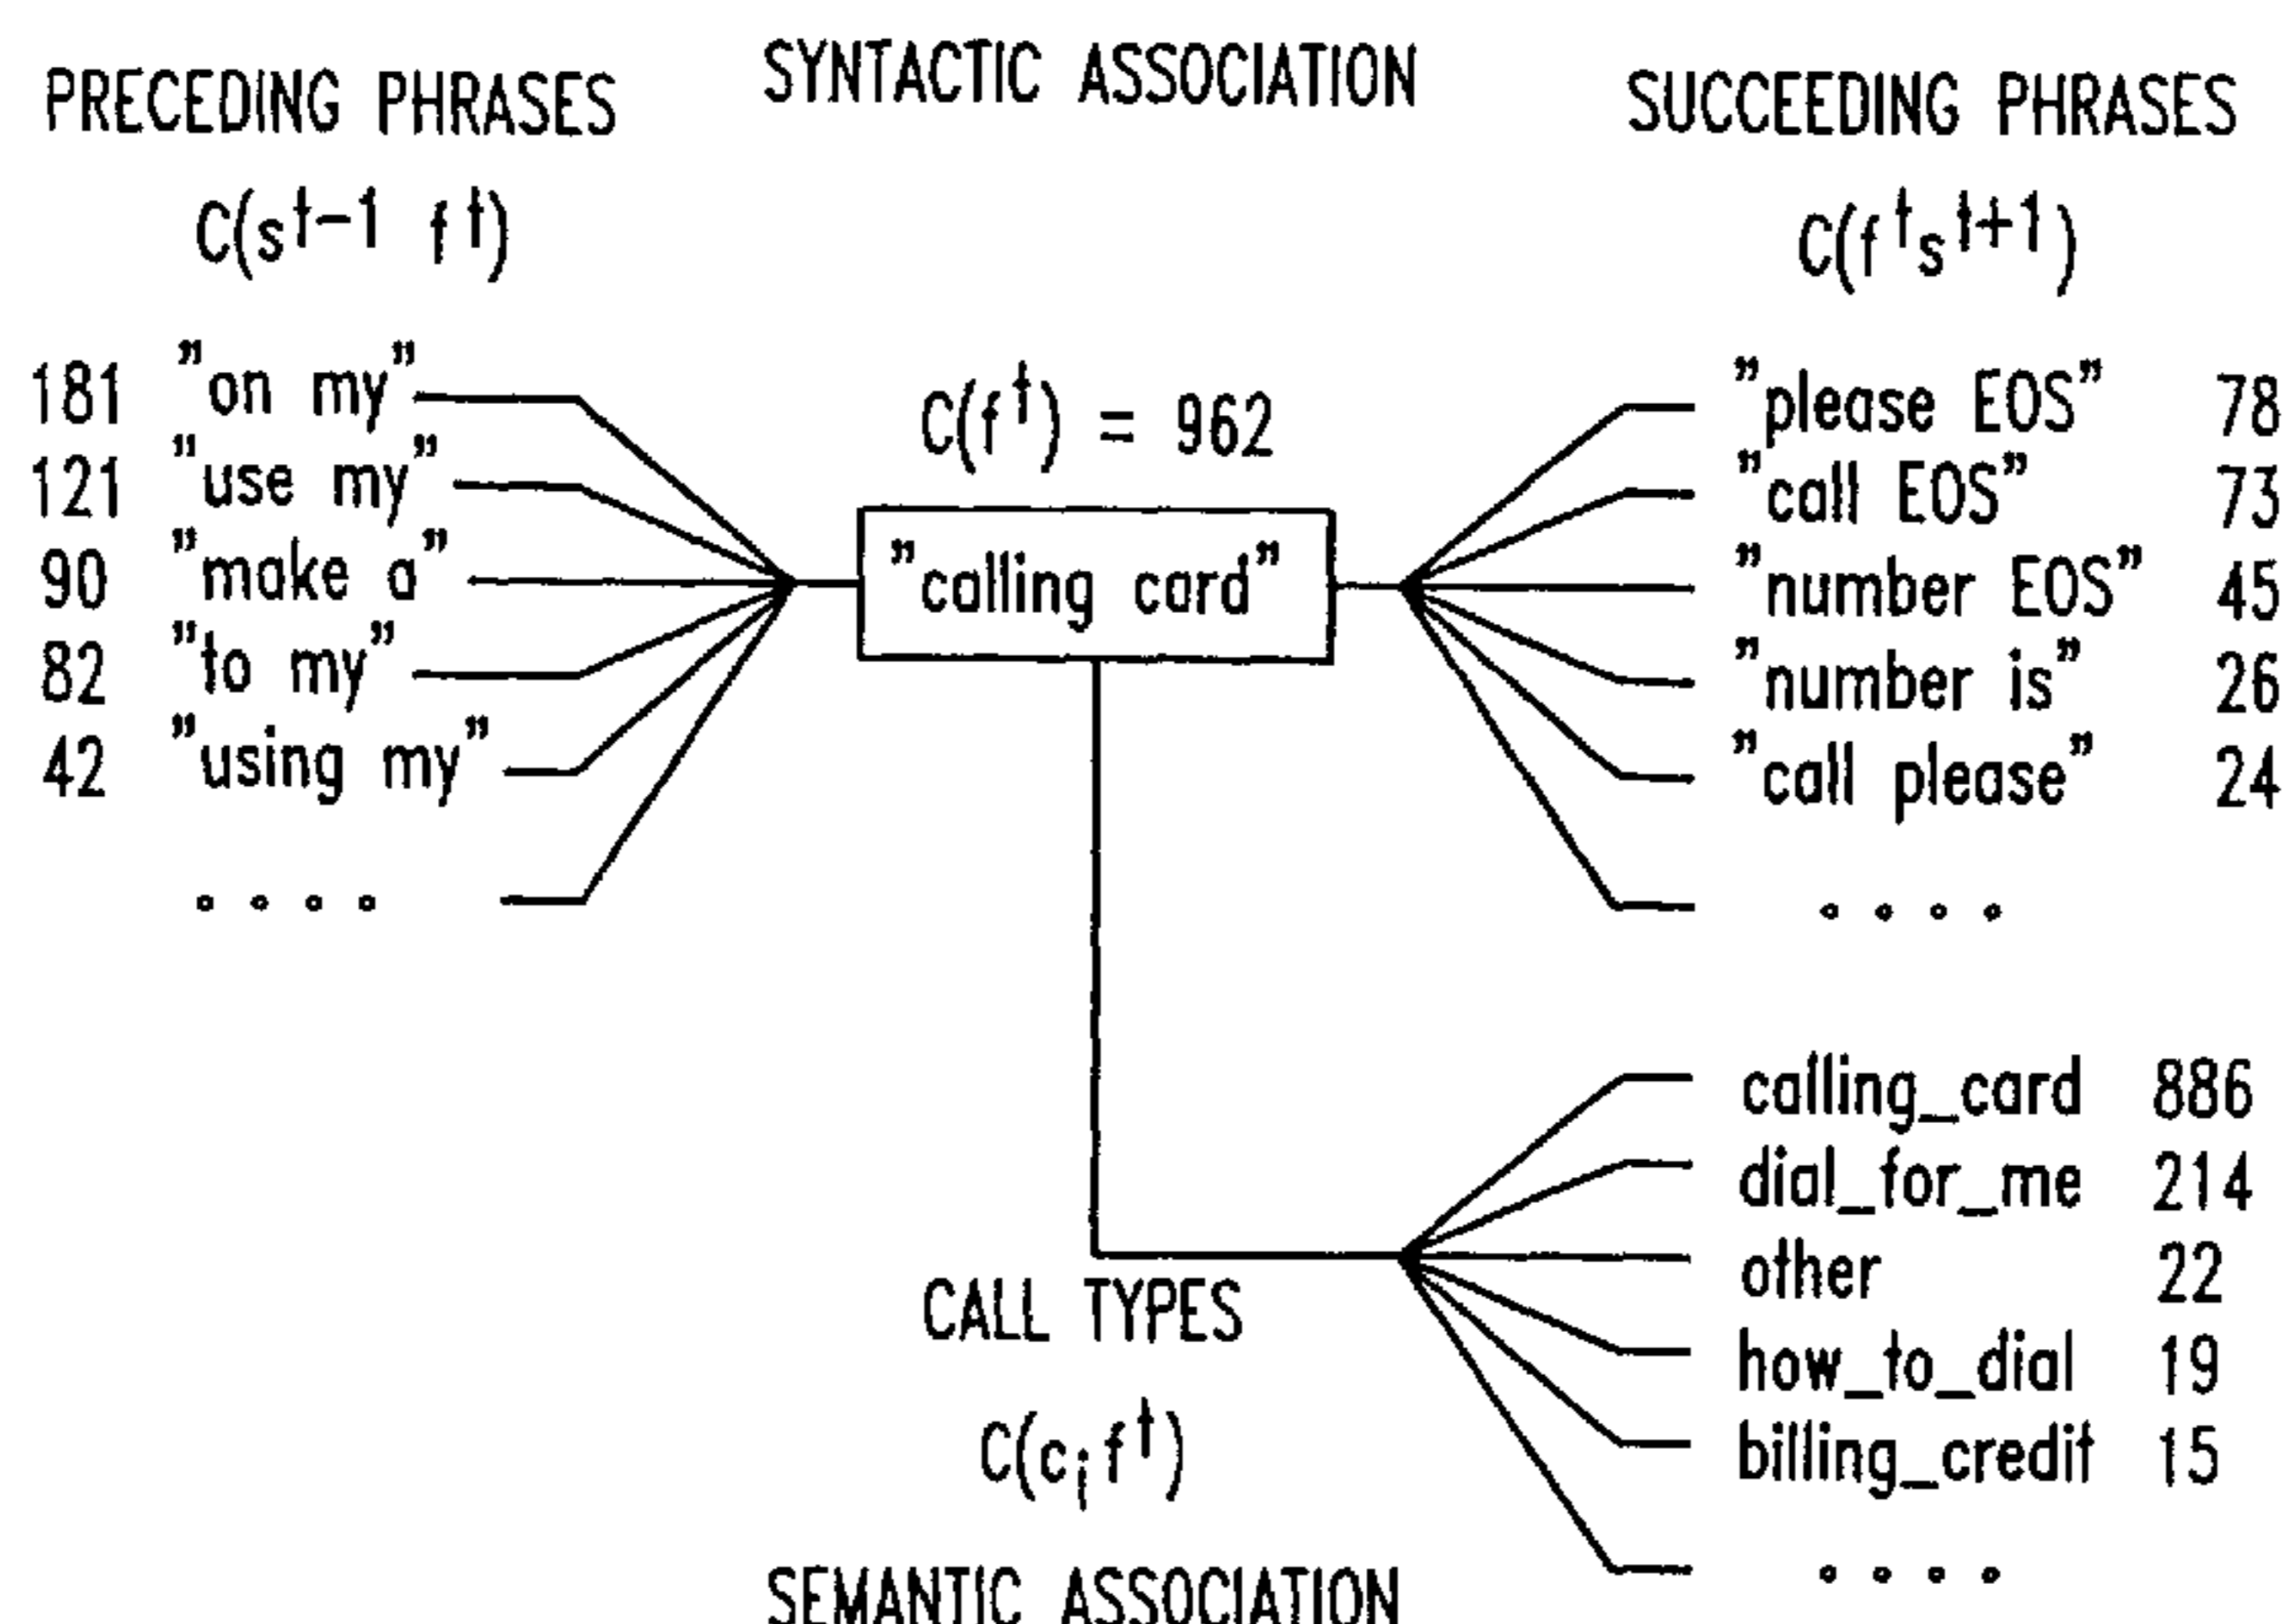 SYNTACTIC ASSOCIATION
PRECEDING PHRASES
C(s^{t-1} f^t)
181 "on my"
121 "use my"
90 "make a"
82 "to my"
42 "using my"
C(f^t) = 962
"calling card"
SUCCEEDING PHRASES
C(f^t s^{t+1})
"please EOS" 78
"call EOS" 73
"number EOS" 45
"number is" 26
"call please" 24
calling_card 886
dial_for_me 214
other 22
how_to_dial 19
billing_credit 15
CALL TYPES
C(c_i f^t)
SEMANTIC ASSOCIATION